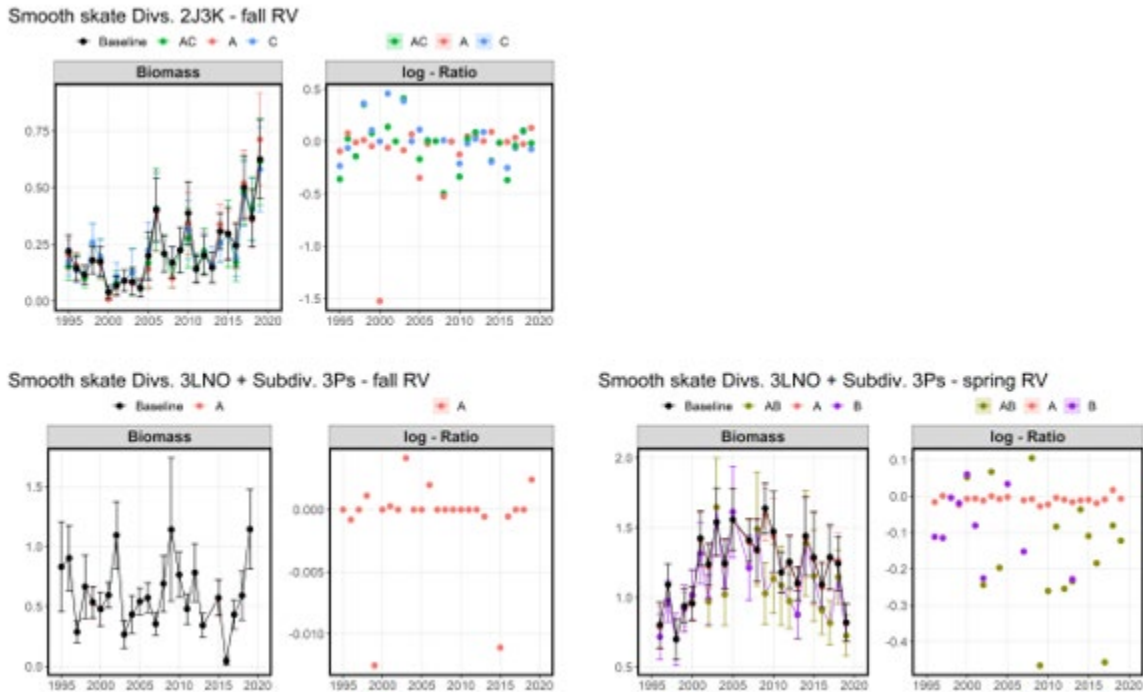 Smooth skate Divs. 2J3K - fall RV
Baseline AC A C
AC A C
Biomass
log - Ratio
0.75
0.50
0.25
0.00
0.5
0.0
-0.5
-1.0
-1.5
1995 2000 2005 2010 2015 2020
1995 2000 2005 2010 2015 2020
Smooth skate Divs. 3LNO + Subdiv. 3Ps - fall RV
Baseline A
A
Biomass
log - Ratio
1.5
1.0
0.5
0.0
0.000
-0.005
-0.010
1995 2000 2005 2010 2015 2020
1995 2000 2005 2010 2015 2020
Smooth skate Divs. 3LNO + Subdiv. 3Ps - spring RV
Baseline AB A B
AB A B
Biomass
log - Ratio
2.0
1.5
1.0
0.5
0.1
0.0
-0.1
-0.2
-0.3
-0.4
1995 2000 2005 2010 2015 2020
1995 2000 2005 2010 2015 2020